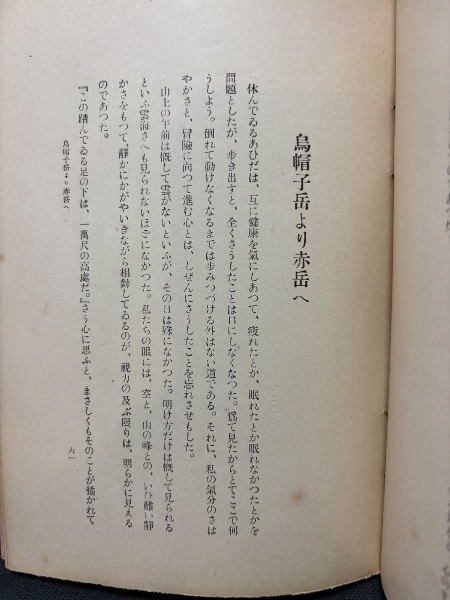 烏帽子岳より赤岳へ
休んでゐるあひだは、互に健康を氣にしあつて、疲れたとか、眠れたとか眠れなかつたとかを
問題としたが、歩き出すと、全くさうしたことは口にしなくなつた。爲て見たからとてここで何
うしよう。倒れて動けなくなるまでは歩みつづける外はない道である。それに、私の氣分のさは
やかさと、冒險に向つて進む心とは、しぜんにさうしたことを忘れさせもした。
山上の午前は概して雲がないといふが、その日は殊になかつた。明け方だけは概して見られる
といふ雲海さへも見られないほどになかつた。私たちの眼には、空と、山の峰との、いひ難い靜
かさをもつて、靜かにかがやいきながら相對してゐるのが、視力の及ぶ限りは、明らかに見える
のであつた。
『この踏んでゐる足の下は、一萬尺の高處だ。』さう心に思ふと、まさしくもそのことが描かれて
烏帽子岳より赤岳へ
六一